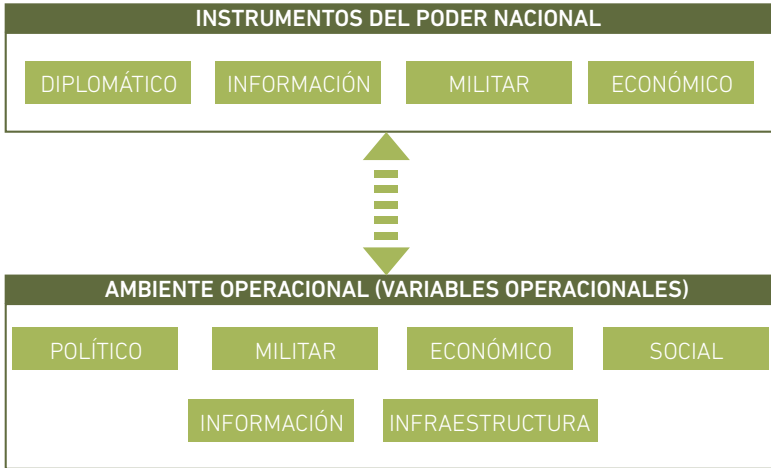 INSTRUMENTOS DEL PODER NACIONAL
DIPLOMÁTICO INFORMACIÓN MILITAR ECONÓMICO
AMBIENTE OPERACIONAL (VARIABLES OPERACIONALES)
POLÍTICO MILITAR ECONÓMICO SOCIAL
INFORMACIÓN INFRAESTRUCTURA